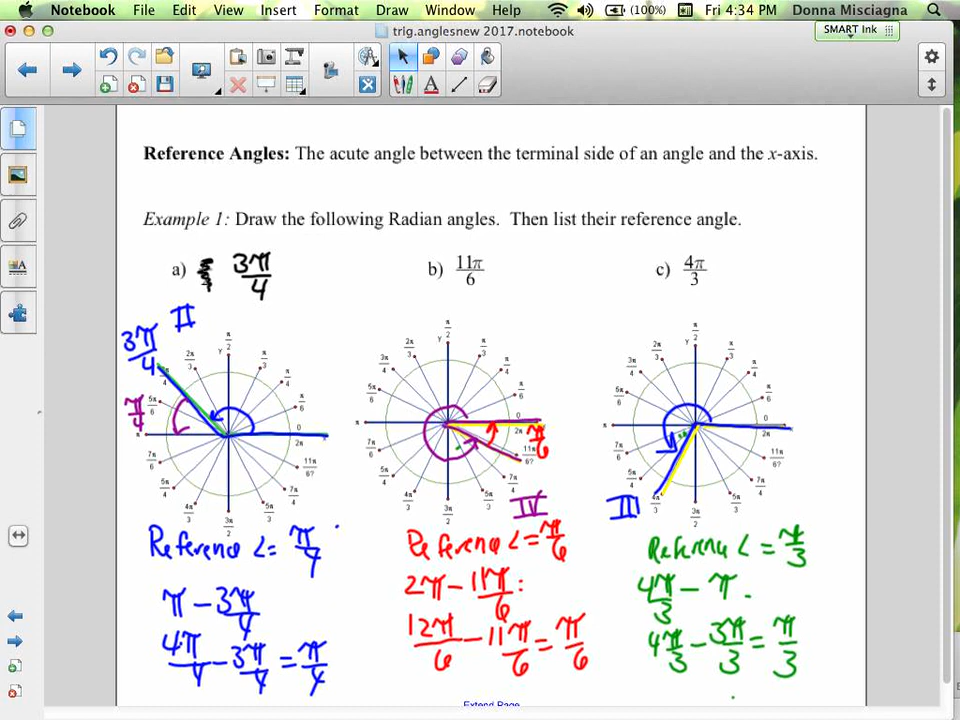 Notebook File Edit View Insert Format Draw Window Help (100%) Fri 4:34 PM Donna Misciagna
trig.anglesnew 2017.notebook
SMART Ink
Reference Angles: The acute angle between the terminal side of an angle and the x-axis.
Example 1: Draw the following Radian angles. Then list their reference angle.
a) 3π/4
b) 11π/6
c) 4π/3
II
3π/4
π/4
π/6
IV
III
Reference ∠ = π/4
π − 3π/4
4π/4 − 3π/4 = π/4
Reference ∠ = π/6
2π − 11π/6 =
12π/6 − 11π/6 = π/6
Reference ∠ = π/3
4π/3 − π =
4π/3 − 3π/3 = π/3
Extend Page